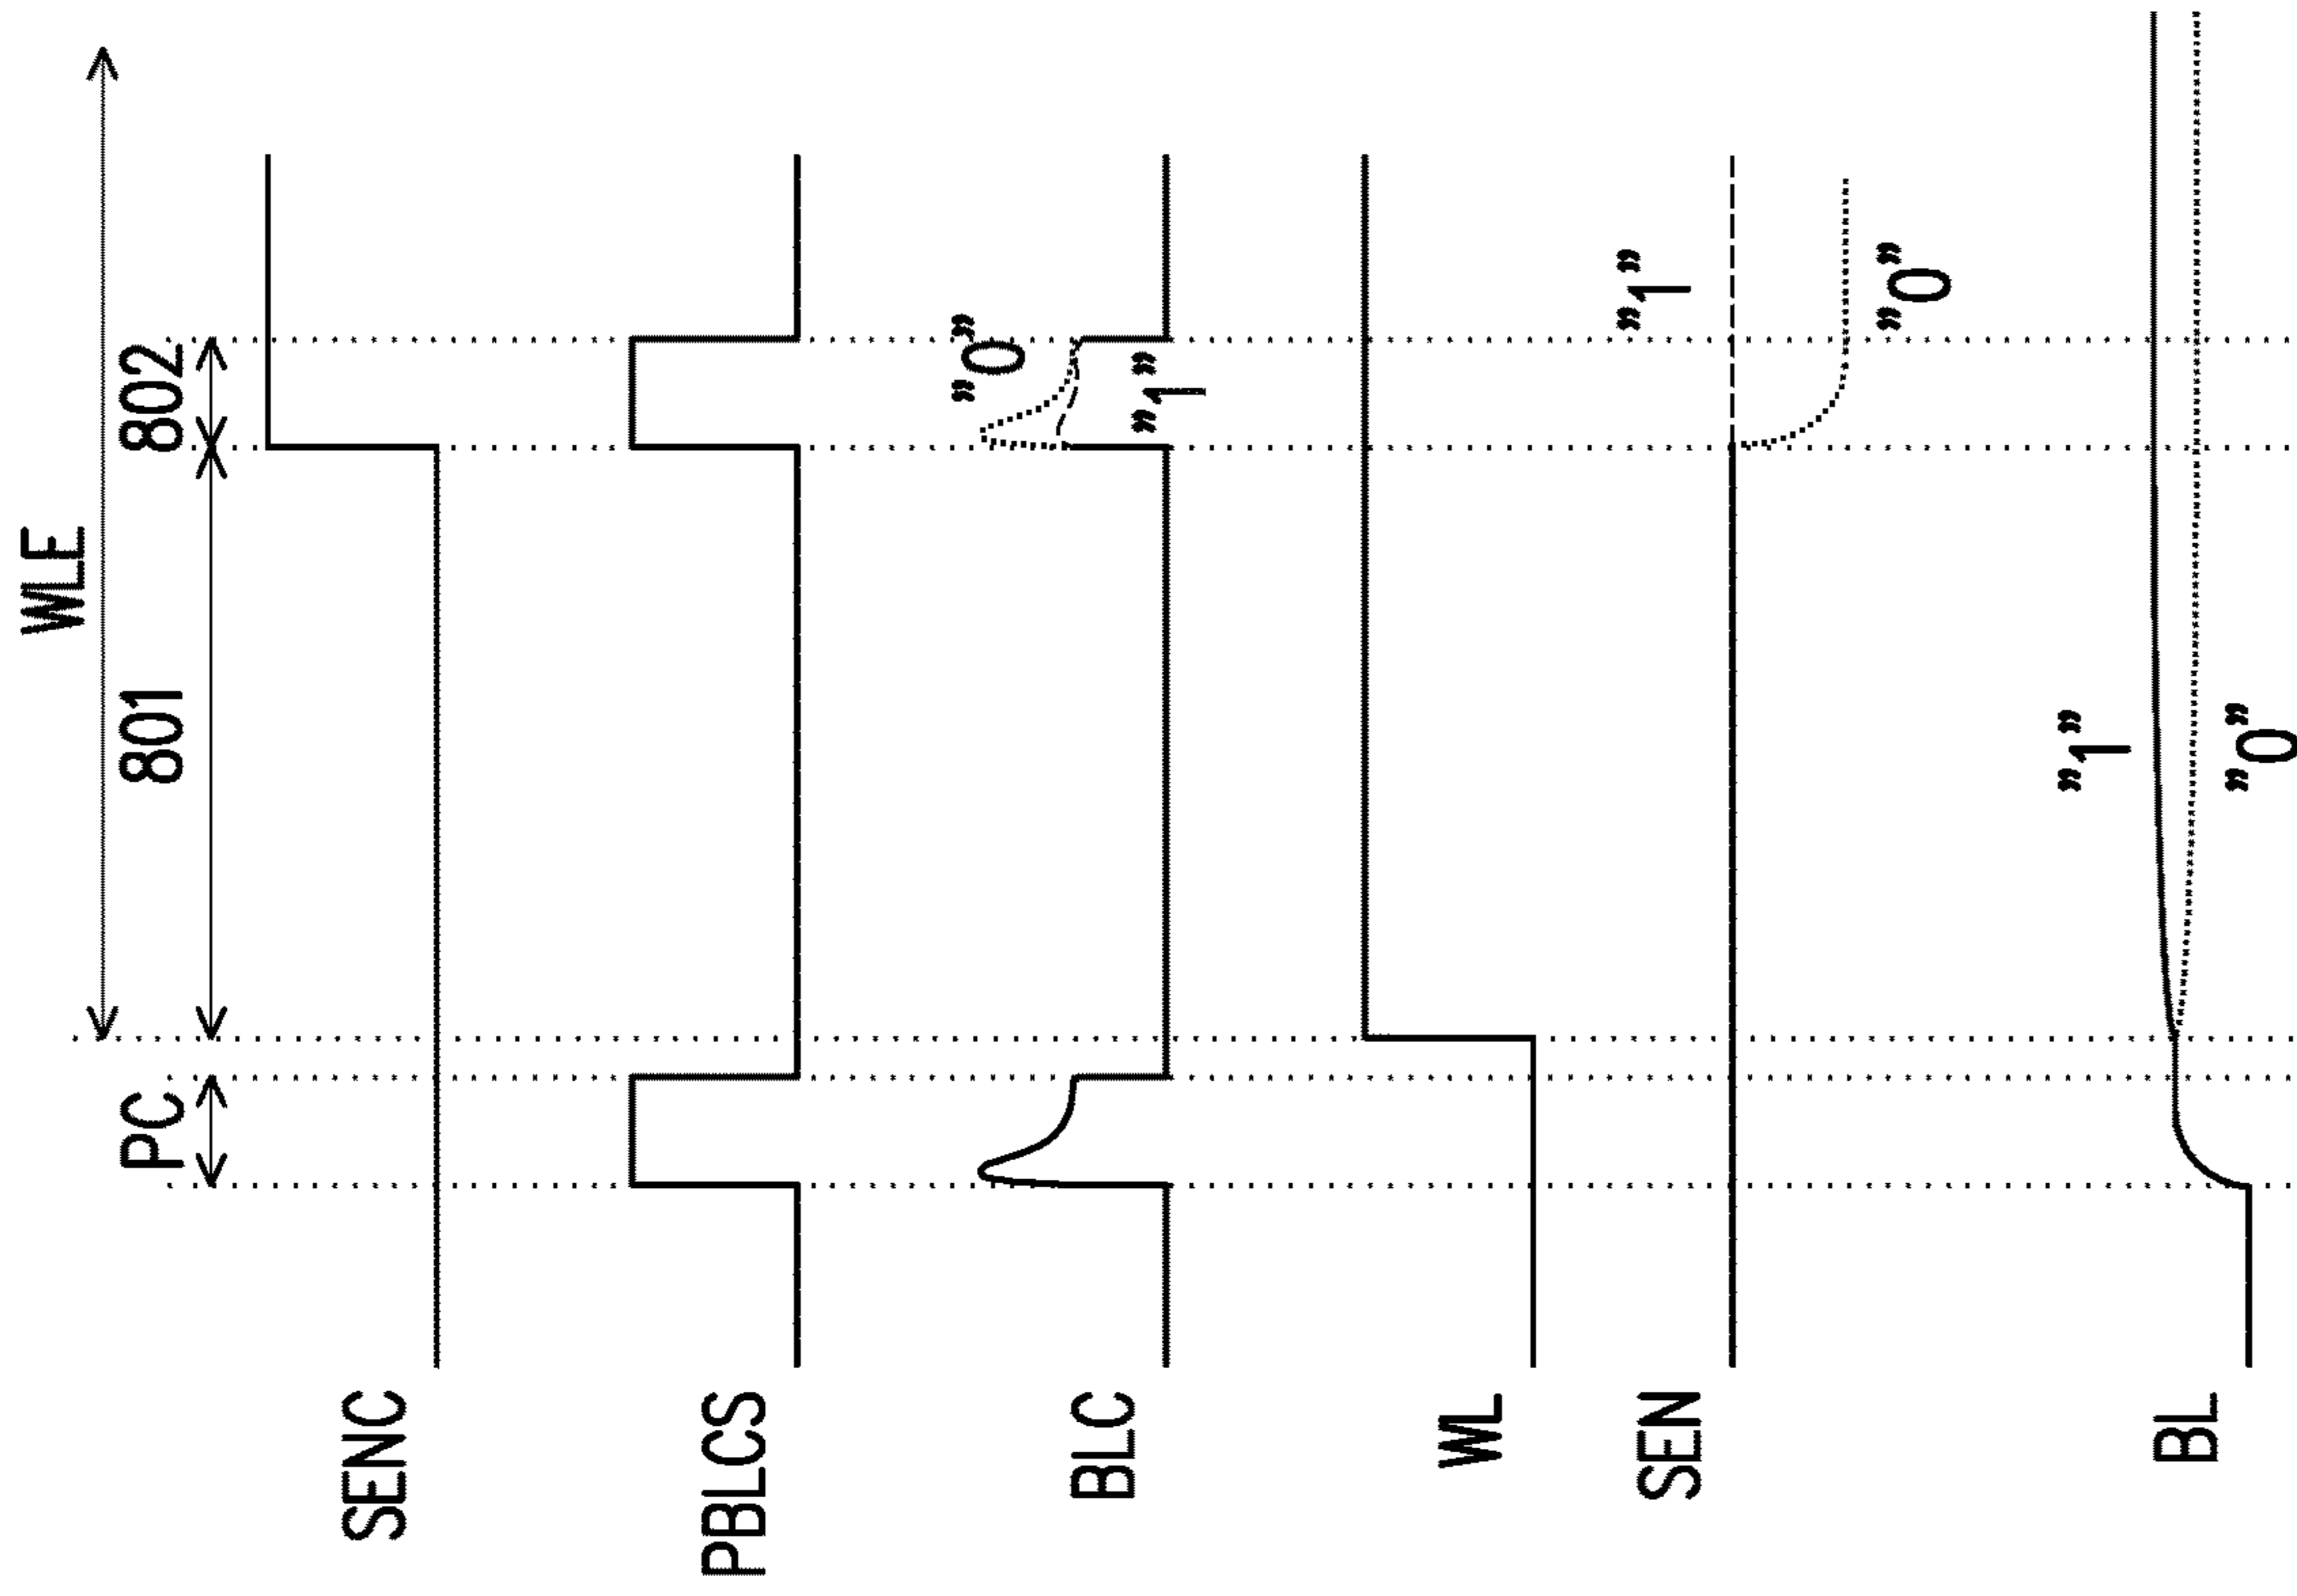 WLE
PC 801 802
SENC
PBLCS
”0”
BLC
”1”
WL
SEN ”1”
”0”
”1”
BL
”0”